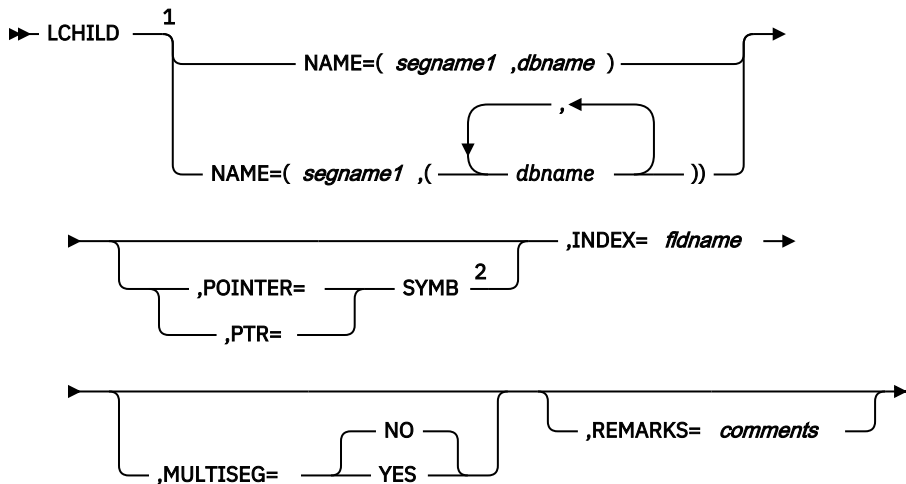 LCHILD 1
NAME=( segname1 ,dbname )
,
NAME=( segname1 ,( dbname ))
,POINTER= SYMB 2 ,INDEX= fldname
,PTR=
NO
,MULTISEG= YES
,REMARKS= comments